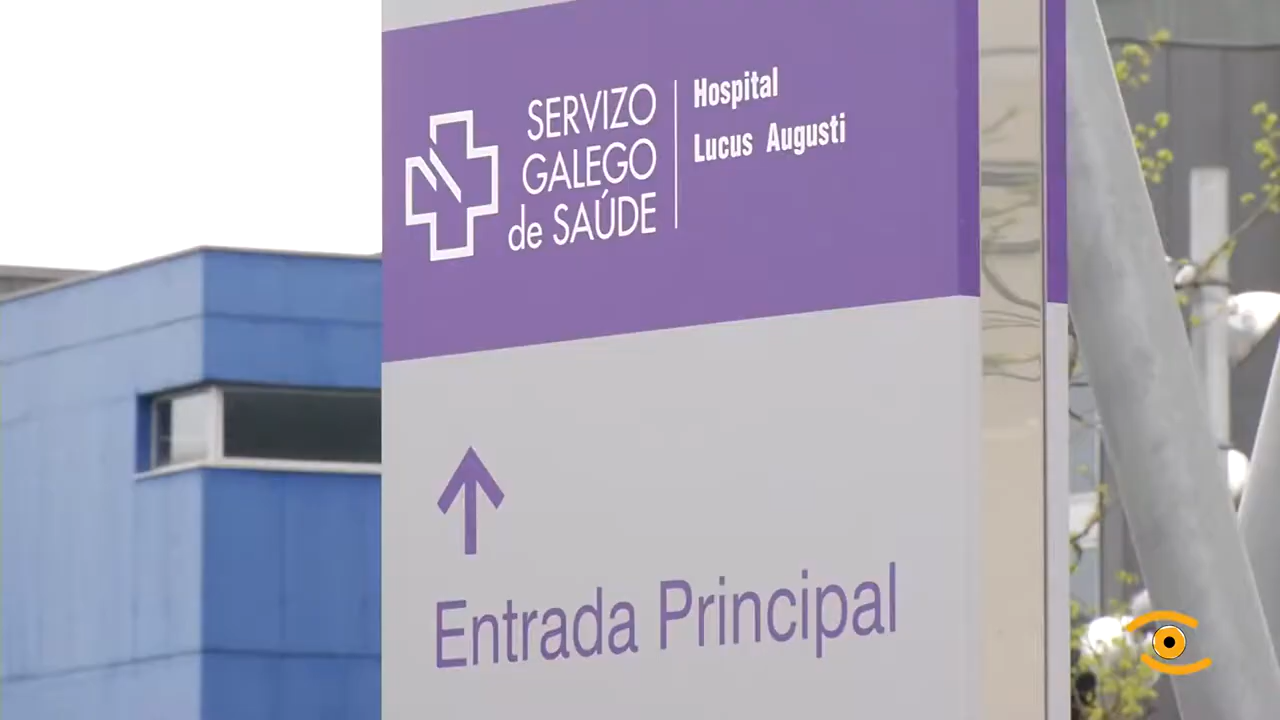 SERVIZO
GALEGO
de SAÚDE
Hospital
Lucus Augusti
Entrada Principal